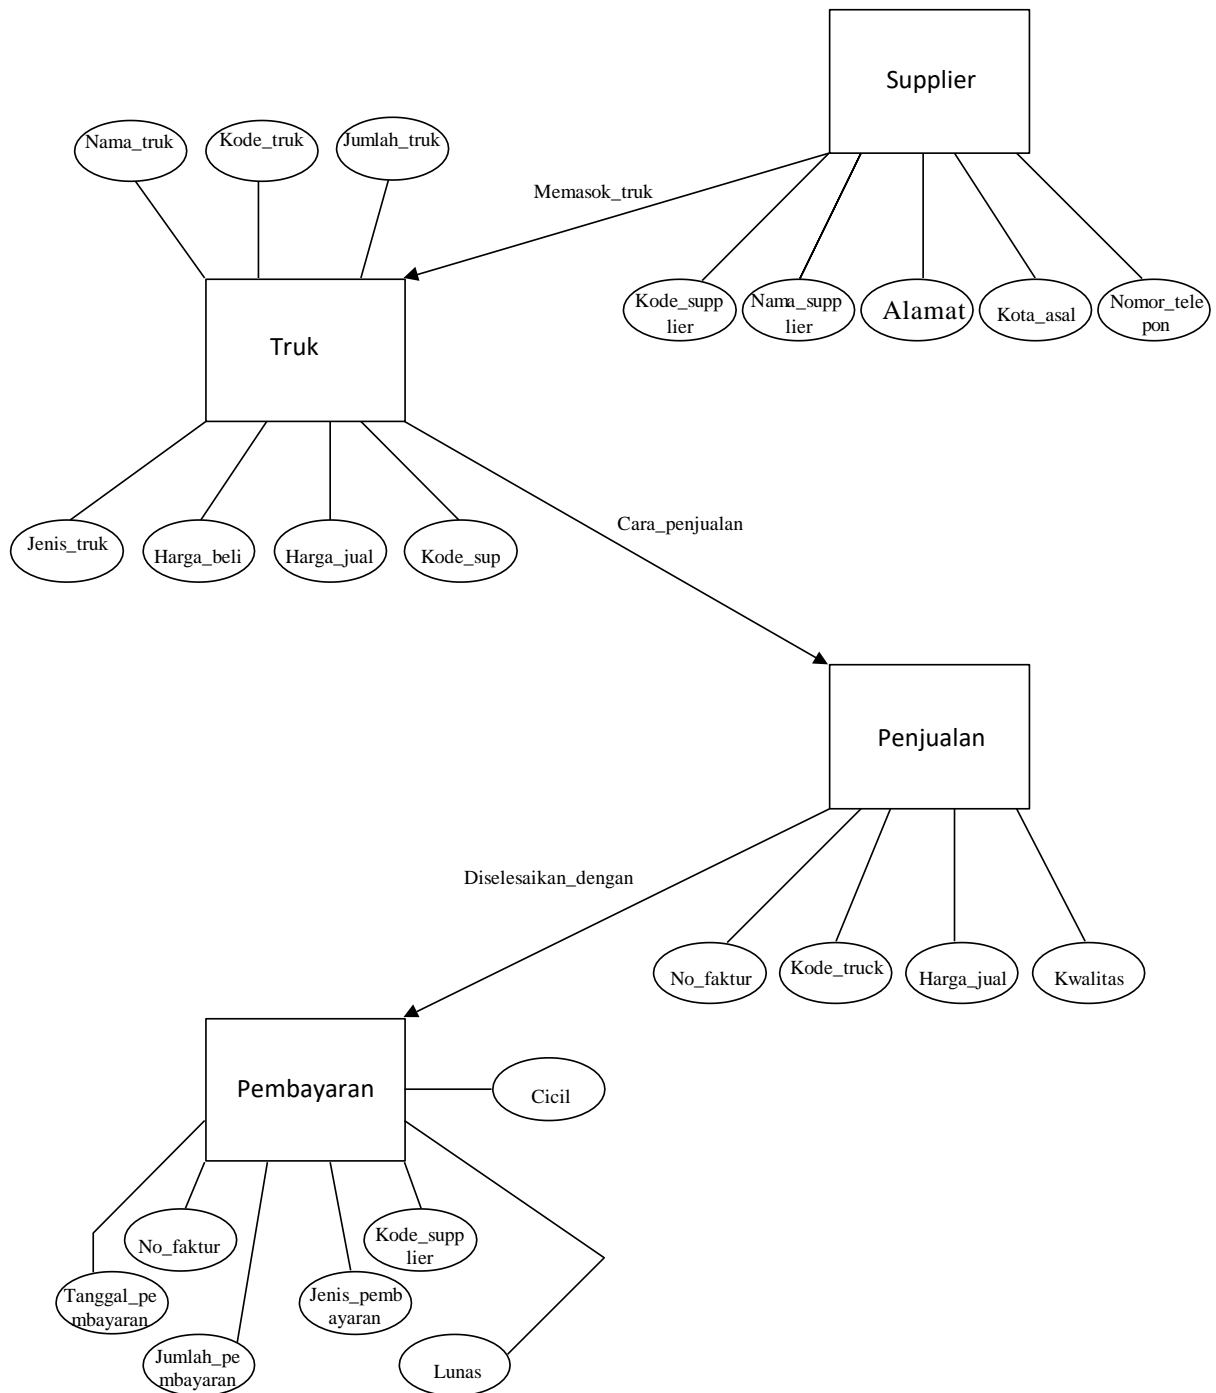 Supplier
Nama_truk
Kode_truk
Jumlah_truk
Memasok_truk
Kode_supp
lier
Nama_supp
lier
Alamat
Kota_asal
Nomor_tele
pon
Truk
Jenis_truk
Harga_beli
Harga_jual
Kode_sup
Cara_penjualan
Penjualan
Diselesaikan_dengan
No_faktur
Kode_truck
Harga_jual
Kwalitas
Pembayaran
Cicil
No_faktur
Kode_supp
lier
Tanggal_pe
mbayaran
Jenis_pemb
ayaran
Jumlah_pe
mbayaran
Lunas